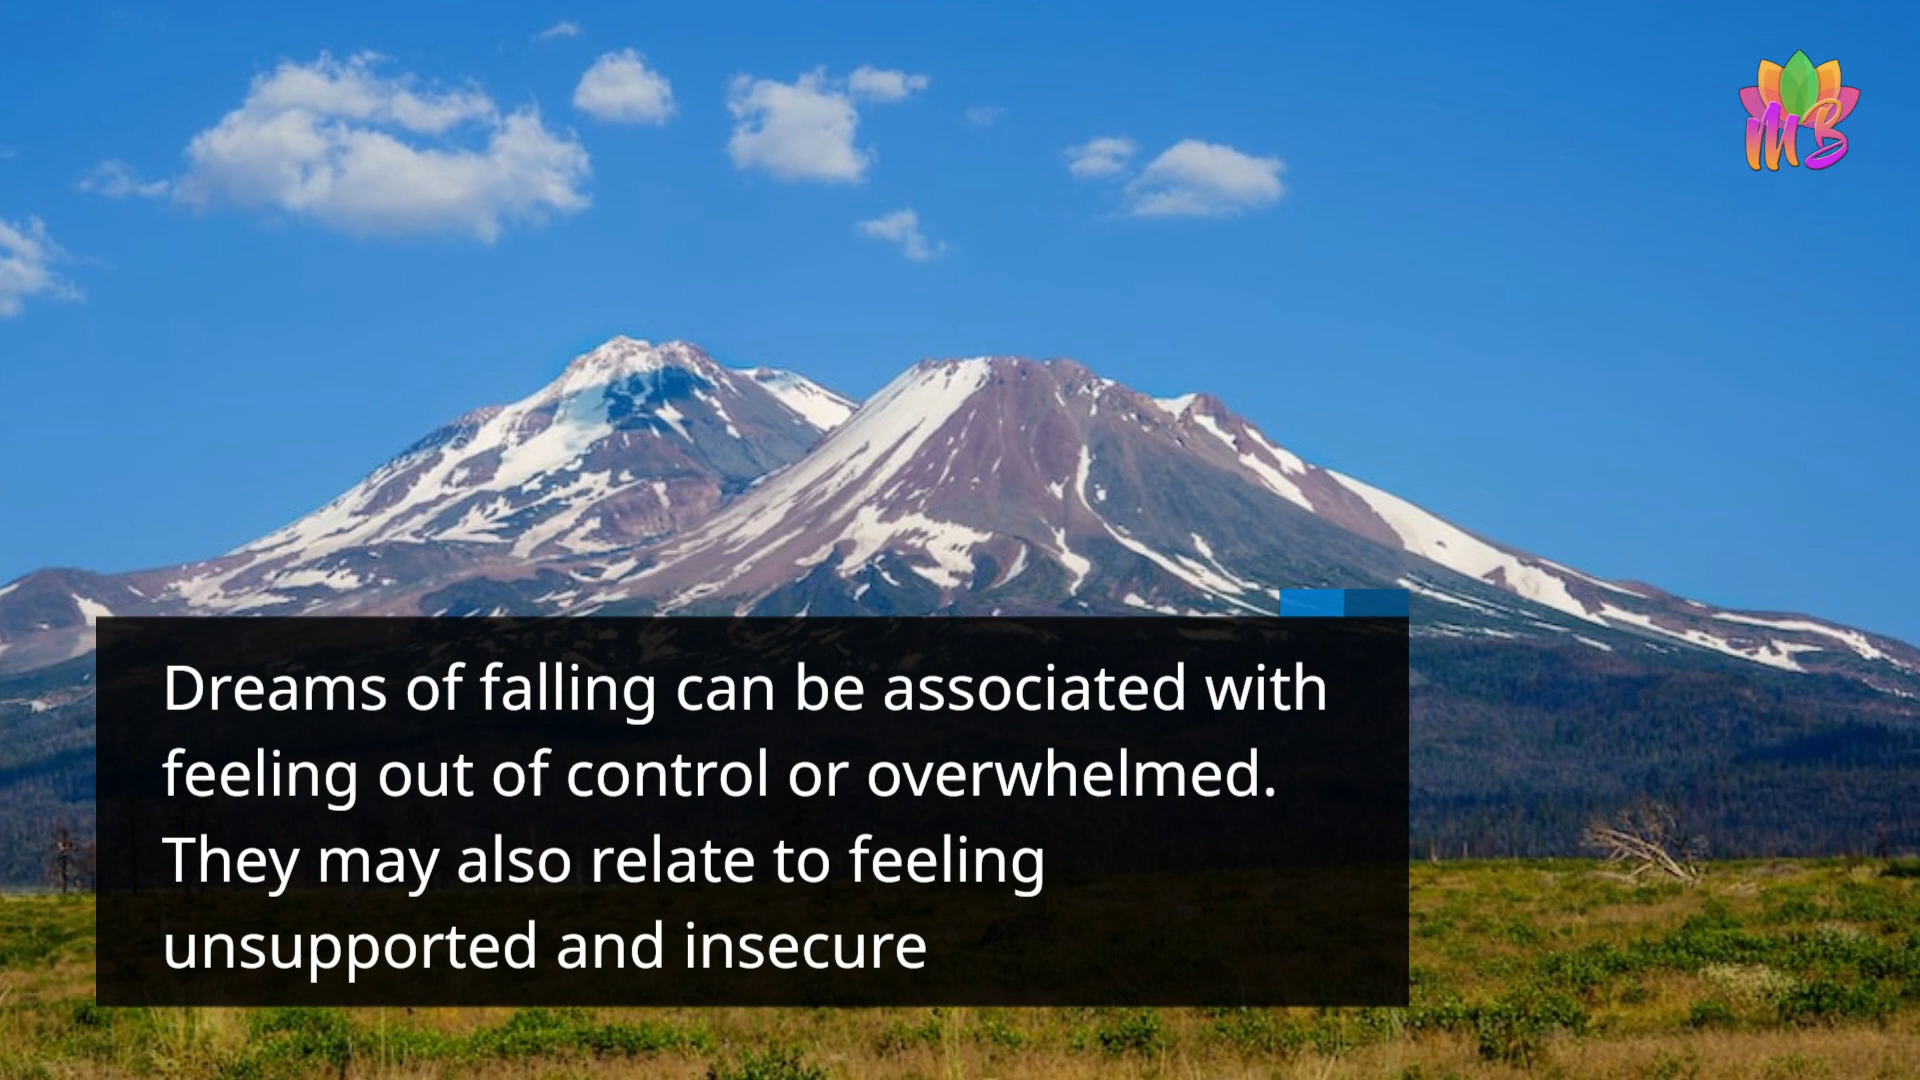 MB
Dreams of falling can be associated with
feeling out of control or overwhelmed.
They may also relate to feeling
unsupported and insecure